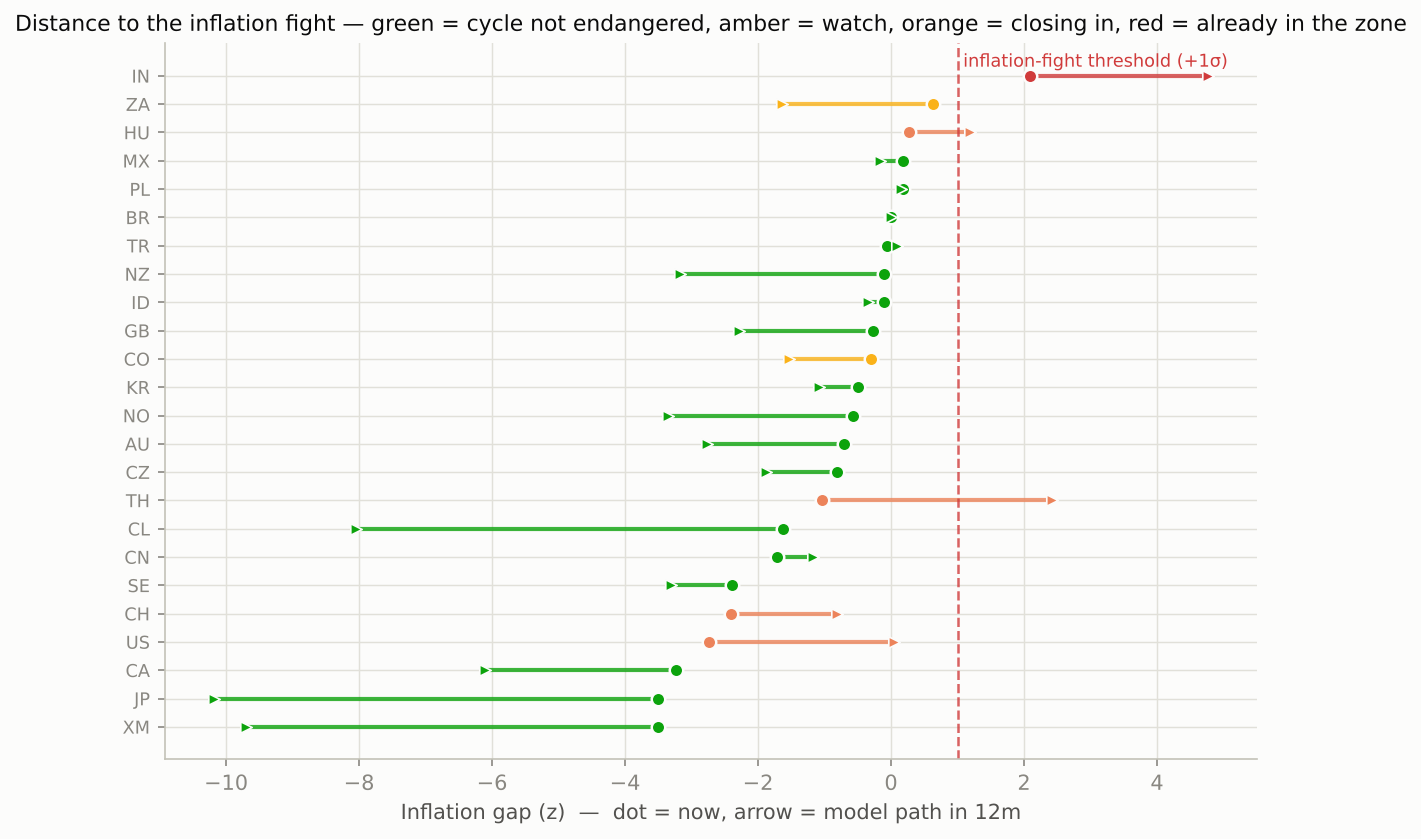 Distance to the inflation fight — green = cycle not endangered, amber = watch, orange = closing in, red = already in the zone
inflation-fight threshold (+1σ)
IN
ZA
HU
MX
PL
BR
TR
NZ
ID
GB
CO
KR
NO
AU
CZ
TH
CL
CN
SE
CH
US
CA
JP
XM
−10 −8 −6 −4 −2 0 2 4
Inflation gap (z) — dot = now, arrow = model path in 12m